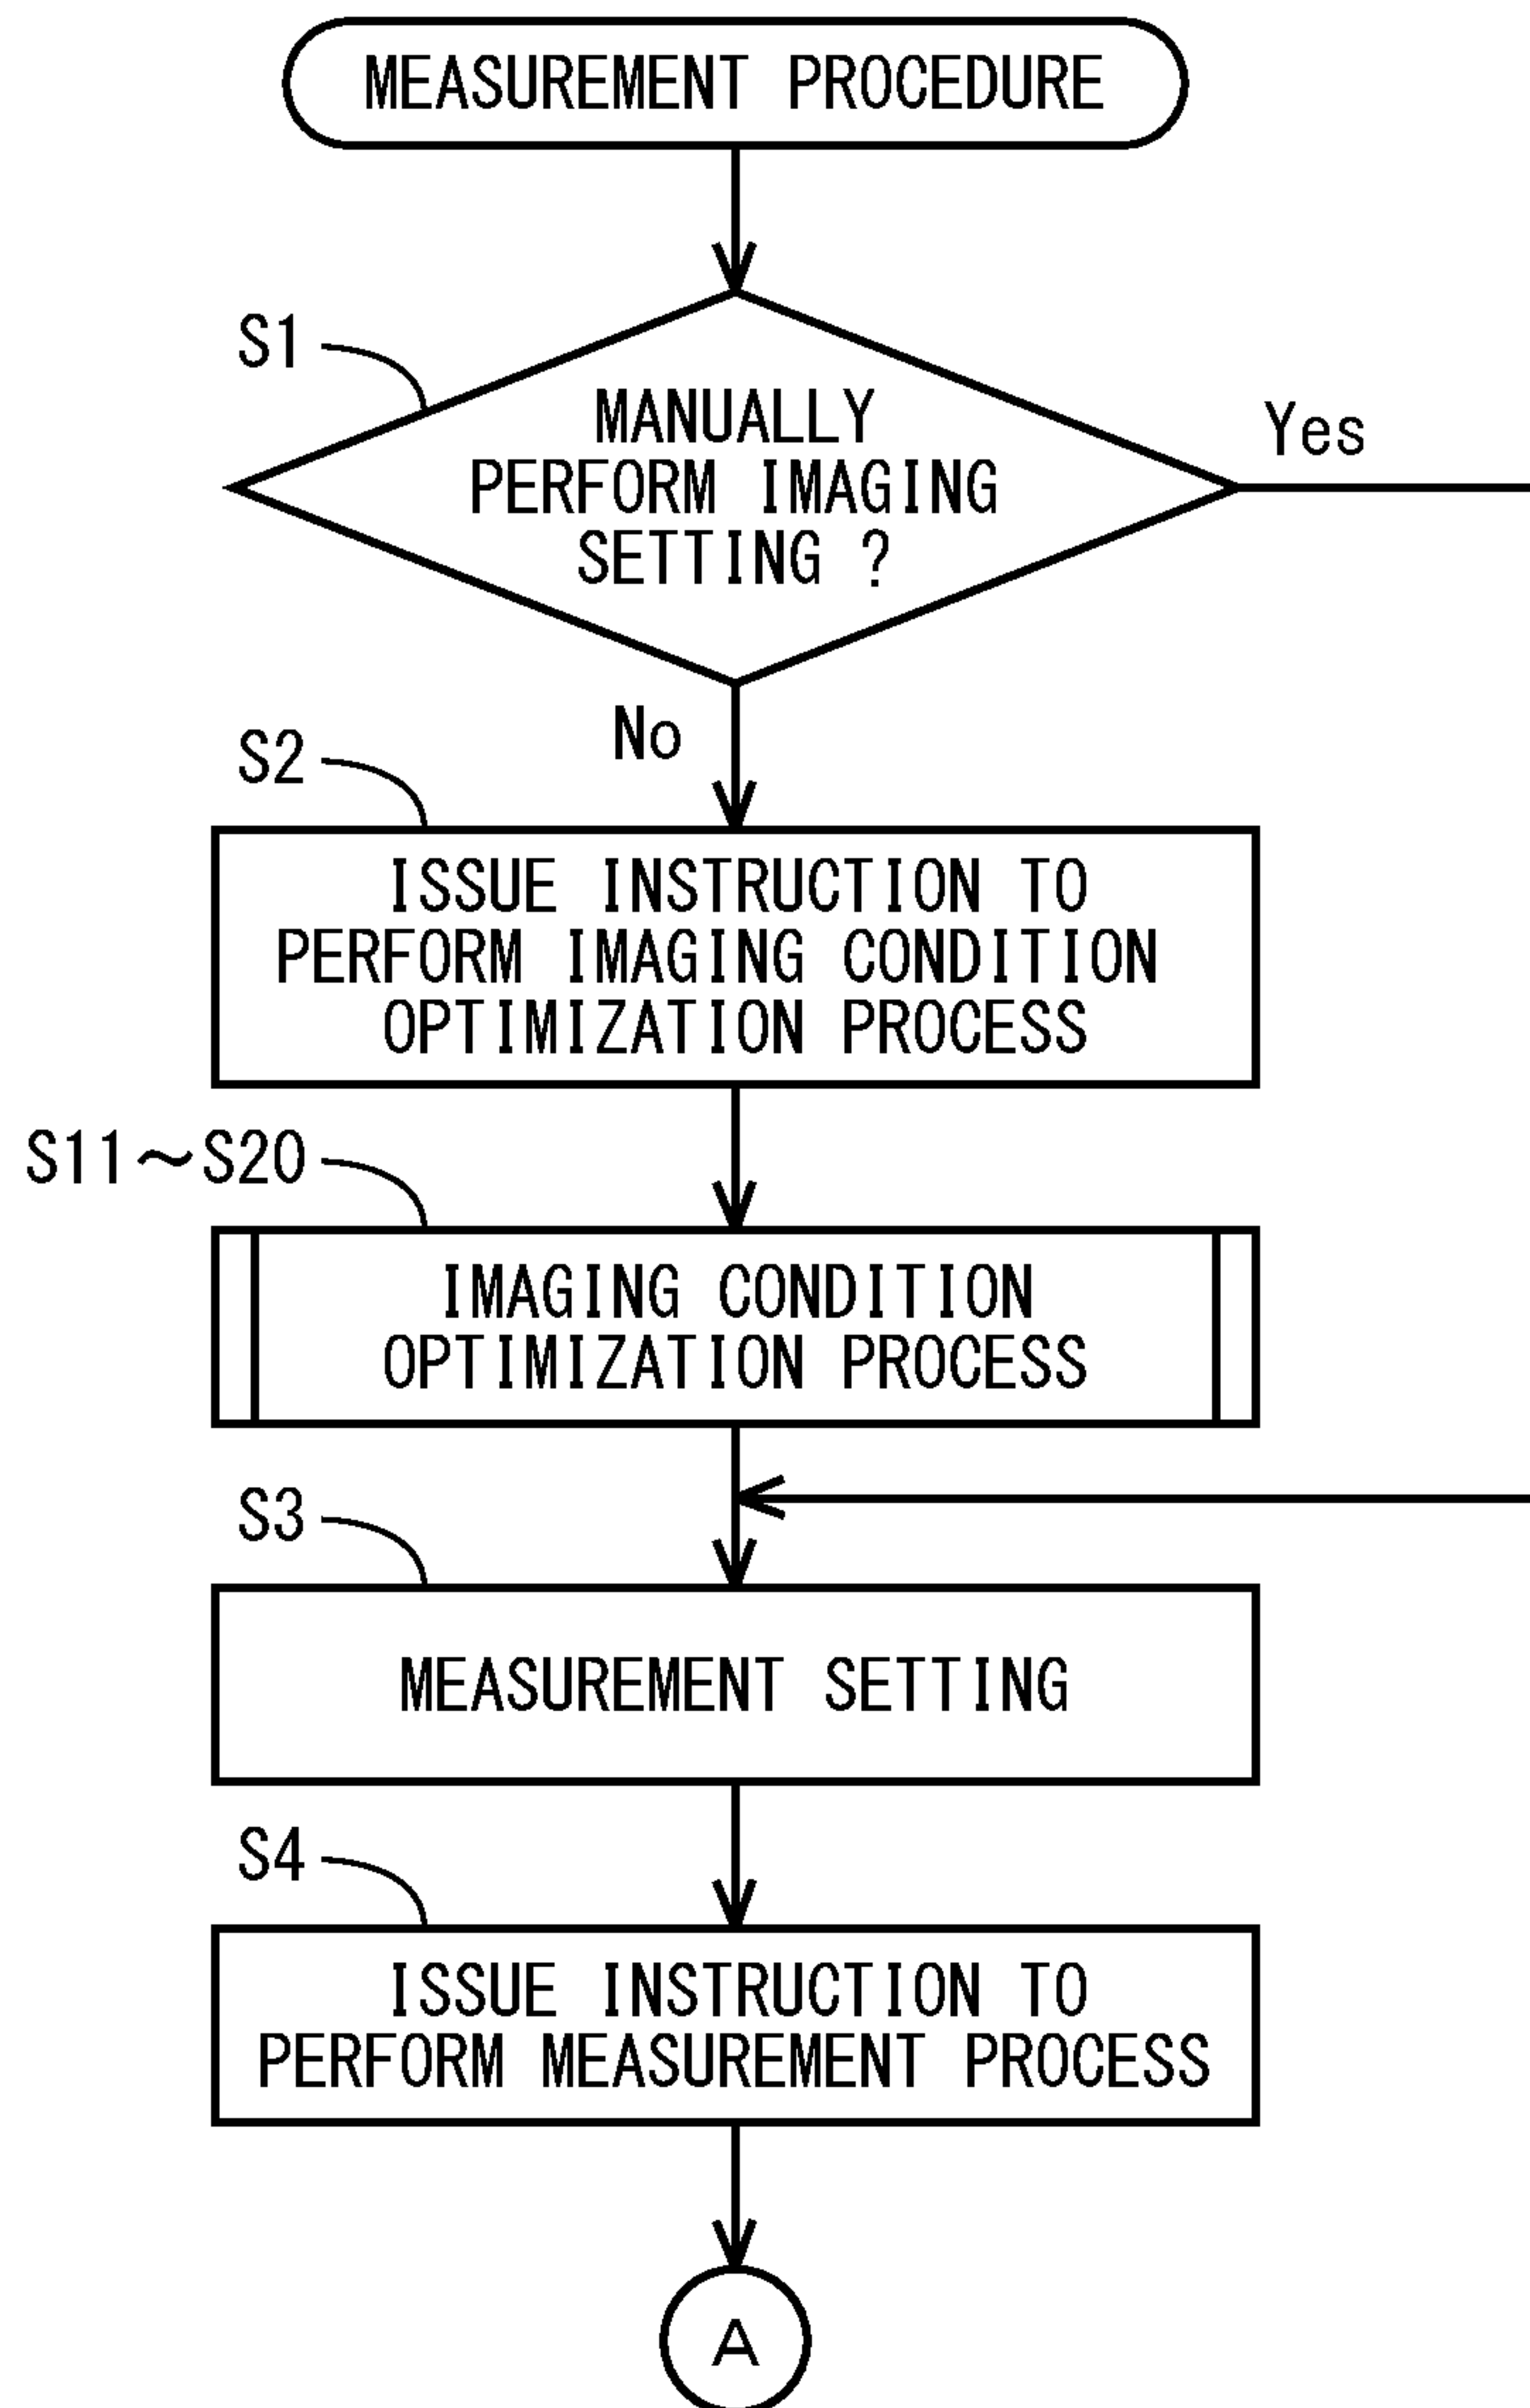 MEASUREMENT PROCEDURE
S1
MANUALLY
PERFORM IMAGING
SETTING ?
Yes
No
S2
ISSUE INSTRUCTION TO
PERFORM IMAGING CONDITION
OPTIMIZATION PROCESS
S11～S20
IMAGING CONDITION
OPTIMIZATION PROCESS
S3
MEASUREMENT SETTING
S4
ISSUE INSTRUCTION TO
PERFORM MEASUREMENT PROCESS
A